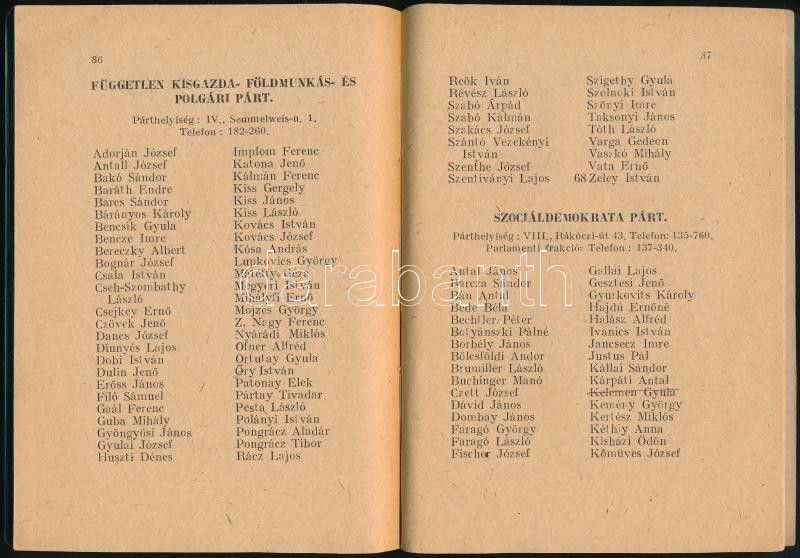 86
FÜGGETLEN KISGAZDA- FÖLDMUNKÁS- ÉS
POLGÁRI PÁRT.
Párthelyiség : IV., Semmelweis-u. 1.
Telefon : 182-260.
Adorján József
Antall József
Bakó Sándor
Baráth Endre
Barcs Sándor
Bárányos Károly
Bencsik Gyula
Bencze Imre
Bereczky Albert
Bognár József
Csala István
Cseh-Szombathy
László
Csejkey Ernő
Czövek Jenő
Dancs József
Dinnyés Lajos
Dobi István
Dulin Jenő
Erőss János
Filó Sámuel
Gaál Ferenc
Guba Mihály
Gyöngyösi János
Gyulai József
Huszti Dénes
Implom Ferenc
Katona Jenő
Kálmán Ferenc
Kiss Gergely
Kiss János
Kiss László
Kovács István
Kovács József
Kósa András
Lupkovics György
Mátéffy Géza
Megyeri István
Mihályfi Ernő
Mojzes György
Z. Nagy Ferenc
Nyárádi Miklós
Ofner Alfréd
Ortutay Gyula
Őry István
Patonay Elek
Pártay Tivadar
Pesta László
Polányi István
Pongrácz Aladár
Pongrácz Tibor
Rácz Lajos
87
Reök Iván
Révész László
Szabó Árpád
Szabó Kálmán
Szakács József
Szántó Vezekényi
István
Szenthe József
Szentiványi Lajos
Szigethy Gyula
Szolnoki István
Szőnyi Imre
Taksonyi János
Tóth László
Varga Gedeon
Vaszkó Mihály
Vata Ernő
68 Zeley István
SZOCIÁLDEMOKRATA PÁRT.
Párthelyiség : VIII., Rákóczi-út 43. Telefon: 135-760.
Parlamenti frakció: Telefon : 137-340.
Antal János
Barcza Sándor
Bán Antal
Bede Béla
Bechtler Péter
Batyánszki Pálné
Borbély János
Bölcsföldi Andor
Brumiller László
Buchinger Manó
Czett József
Dávid János
Dombay János
Faragó György
Faragó László
Fischer József
Gallai Lajos
Gesztesi Jenő
Gyurkovits Károly
Hajdú Ernőné
Halász Alfréd
Ivanics István
Jancsecz Imre
Justus Pál
Kállai Sándor
Kárpáti Antal
Kelemen Gyula
Kemény György
Kertész Miklós
Kéthly Anna
Kisházi Ödön
Kőműves József
darabanth